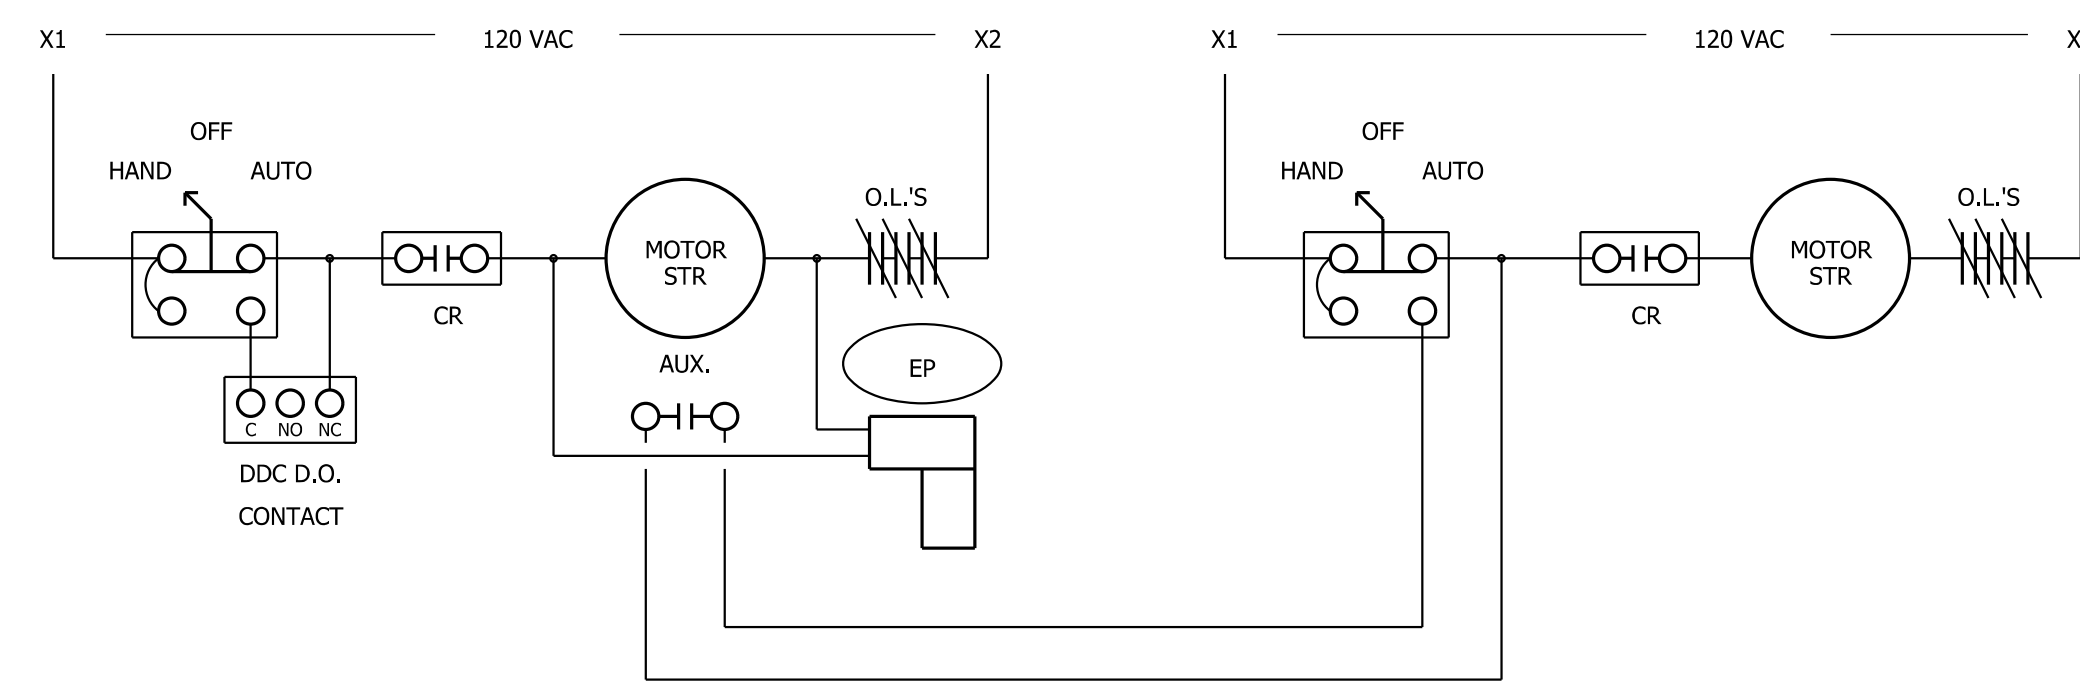 X1 120 VAC X2
OFF
HAND AUTO
O.L.'S
MOTOR
STR
CR
AUX.
EP
C NO NC
DDC D.O.
CONTACT
X1 120 VAC X
OFF
HAND AUTO
O.L.'S
MOTOR
STR
CR